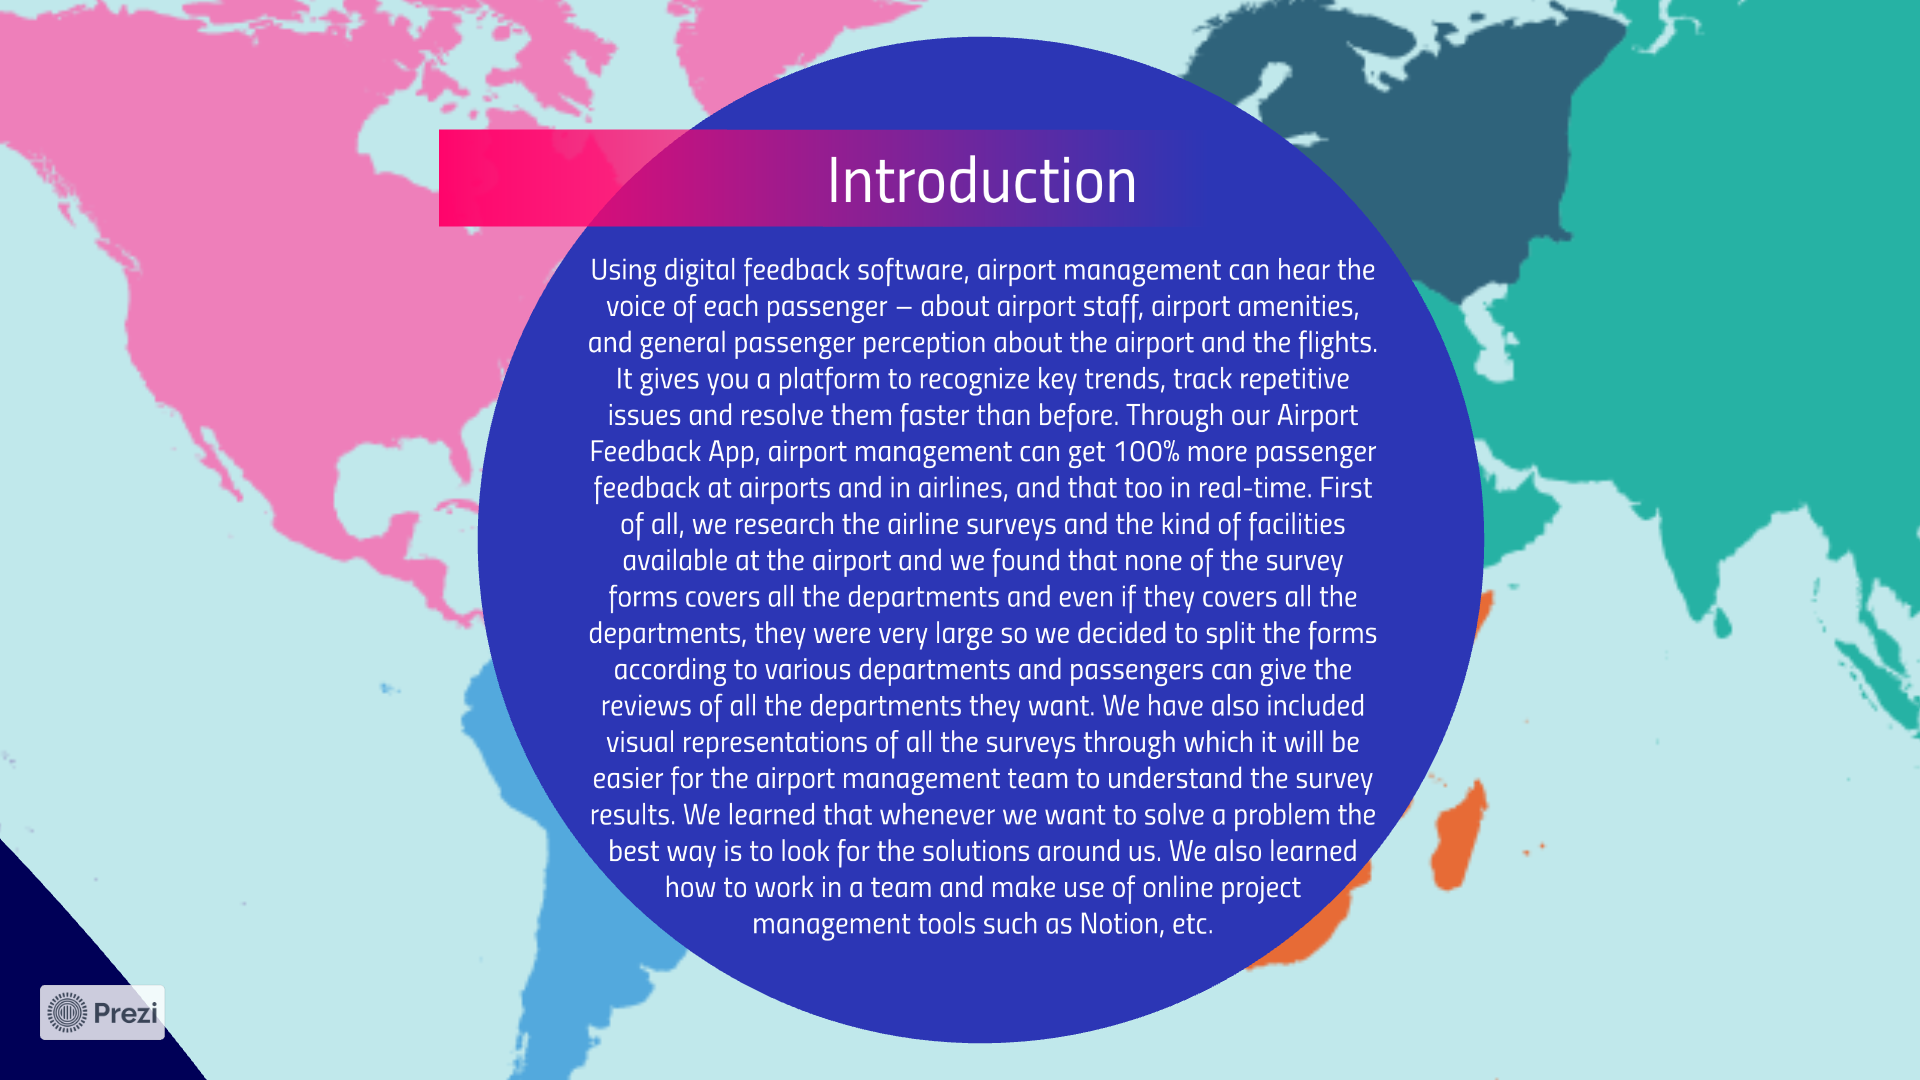 Introduction
Using digital feedback software, airport management can hear the
voice of each passenger – about airport staff, airport amenities,
and general passenger perception about the airport and the flights.
It gives you a platform to recognize key trends, track repetitive
issues and resolve them faster than before. Through our Airport
Feedback App, airport management can get 100% more passenger
feedback at airports and in airlines, and that too in real-time. First
of all, we research the airline surveys and the kind of facilities
available at the airport and we found that none of the survey
forms covers all the departments and even if they covers all the
departments, they were very large so we decided to split the forms
according to various departments and passengers can give the
reviews of all the departments they want. We have also included
visual representations of all the surveys through which it will be
easier for the airport management team to understand the survey
results. We learned that whenever we want to solve a problem the
best way is to look for the solutions around us. We also learned
how to work in a team and make use of online project
management tools such as Notion, etc.
Prezi